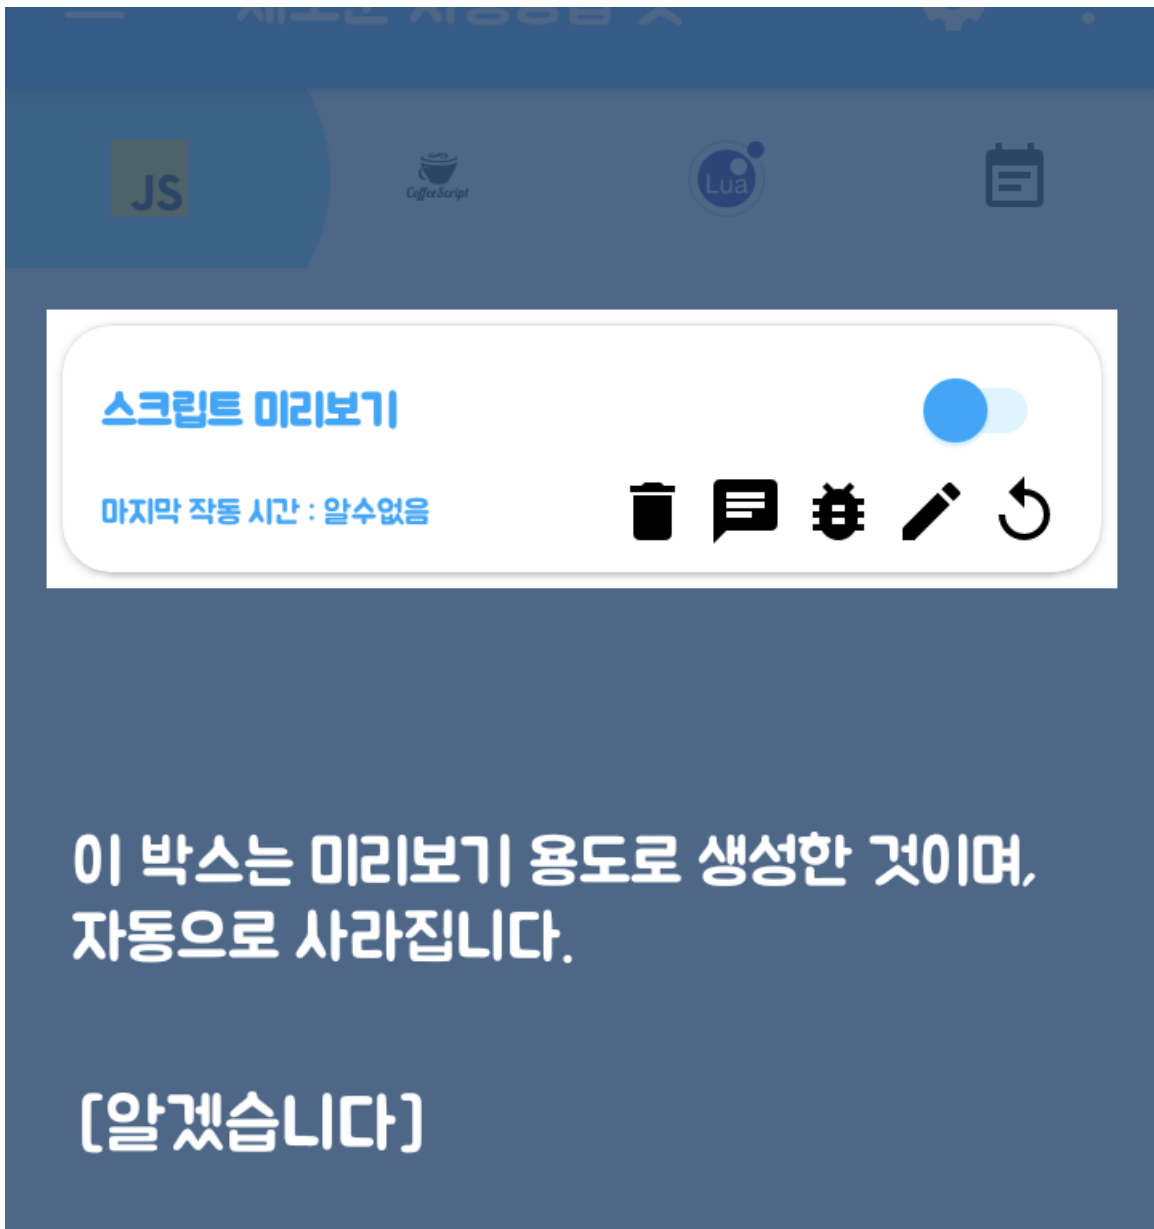 JS
CoffeeScript
Lua
스크립트 미리보기
마지막 작동 시간 : 알수없음
이 박스는 미리보기 용도로 생성한 것이며,
자동으로 사라집니다.
[알겠습니다]